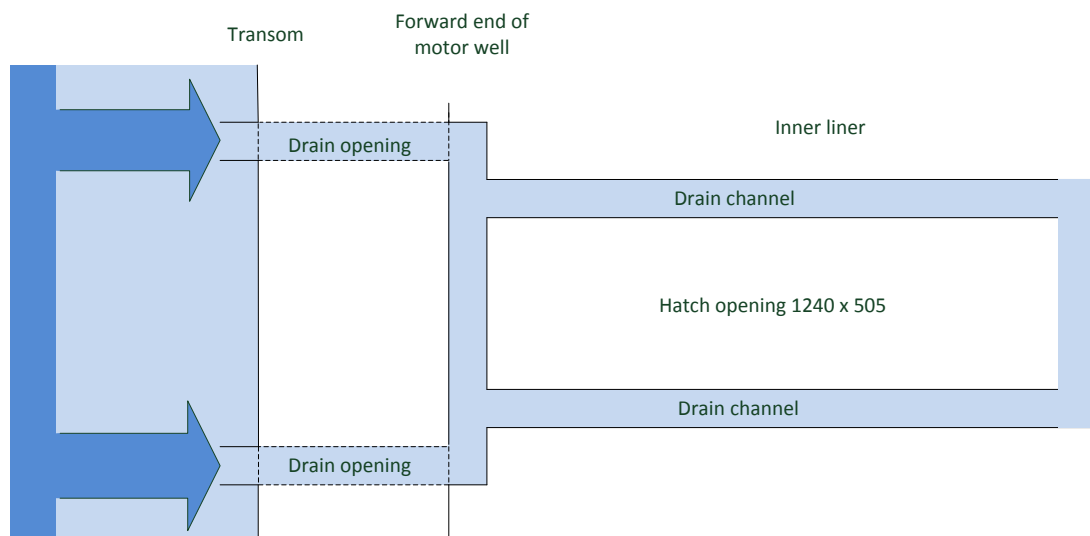 Forward end of
motor well
Transom
Inner liner
Drain opening
Drain channel
Hatch opening 1240 x 505
Drain channel
Drain opening